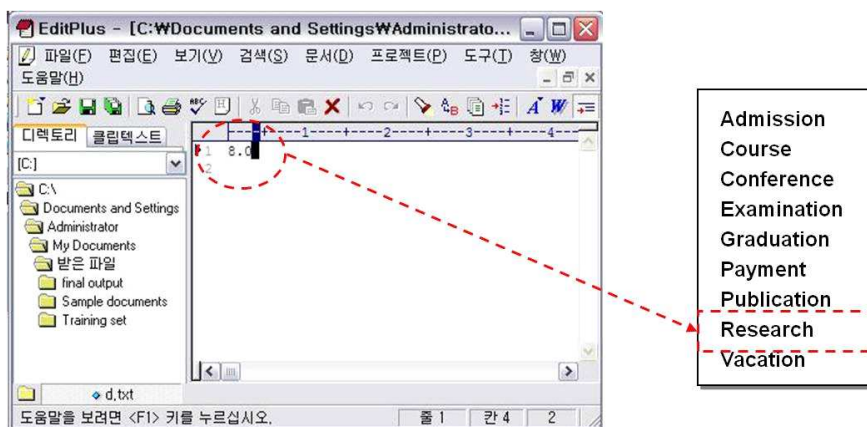 EditPlus - [C:₩Documents and Settings₩Administrato...
파일(F) 편집(E) 보기(V) 검색(S) 문서(D) 프로젝트(P) 도구(T) 창(W)
도움말(H)
디렉토리 클립텍스트
[C:]
C:\
Documents and Settings
Administrator
My Documents
받은 파일
final output
Sample documents
Training set
d,txt
----+----1----+----2----+----3----+----4---
1 8.0
2
도움말을 보려면 <F1> 키를 누르십시오, 줄 1 칸 4 2
Admission
Course
Conference
Examination
Graduation
Payment
Publication
Research
Vacation